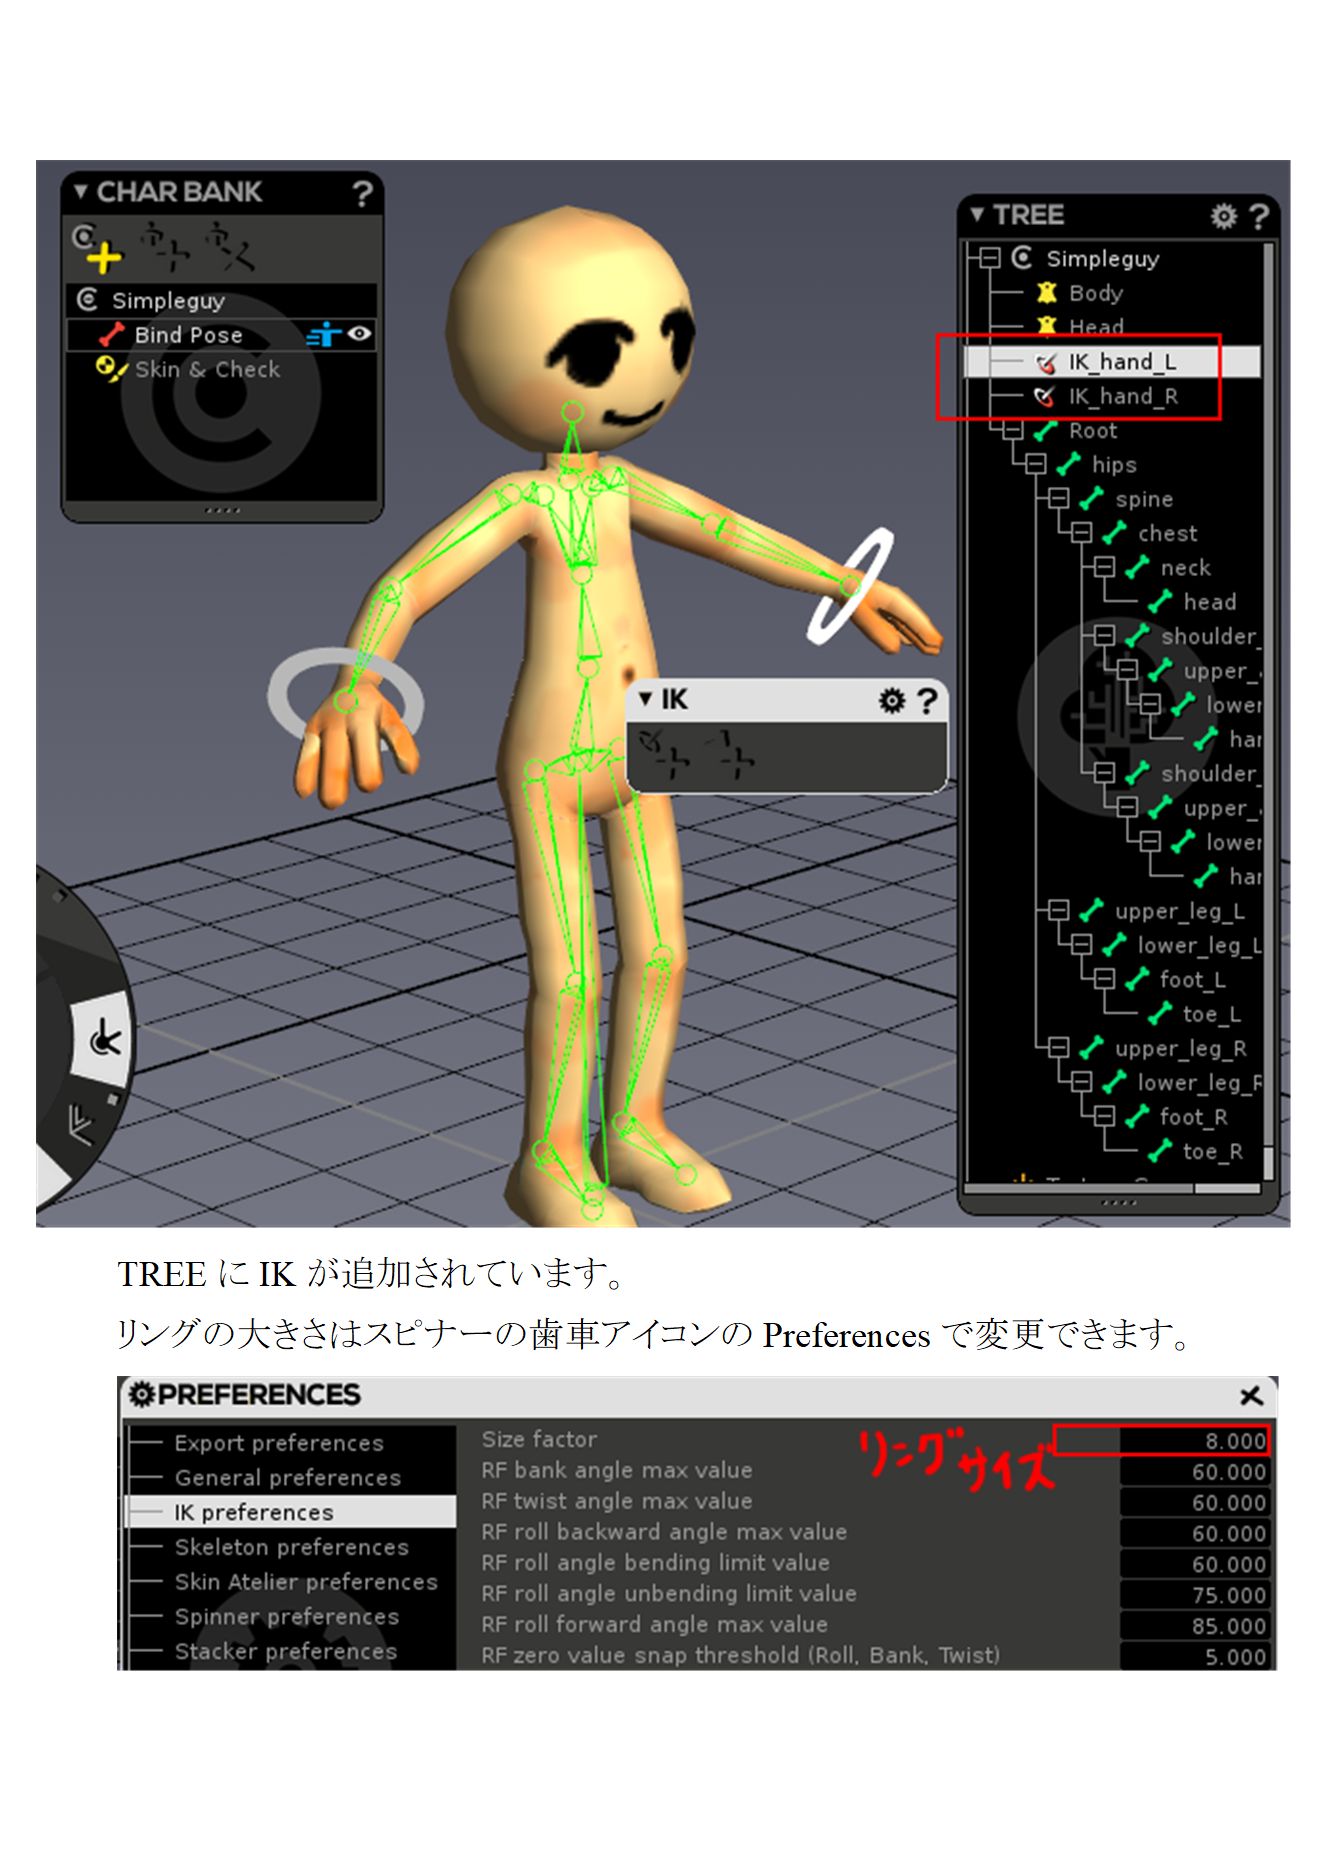 CHAR BANK ?
Simpleguy
Bind Pose
Skin & Check
TREE ?
Simpleguy
Body
Head
IK_hand_L
IK_hand_R
Root
hips
spine
chest
neck
head
shoulder_
upper_
lower
har
shoulder_
upper_
lower
har
upper_leg_L
lower_leg_L
foot_L
toe_L
upper_leg_R
lower_leg_R
foot_R
toe_R
IK ?
TREE に IK が追加されています。
リングの大きさはスピナーの歯車アイコンの Preferences で変更できます。
PREFERENCES
Export preferences
General preferences
IK preferences
Skeleton preferences
Skin Atelier preferences
Spinner preferences
Stacker preferences
Size factor 8.000
リングサイズ
RF bank angle max value 60.000
RF twist angle max value 60.000
RF roll backward angle max value 60.000
RF roll angle bending limit value 60.000
RF roll angle unbending limit value 75.000
RF roll forward angle max value 85.000
RF zero value snap threshold (Roll, Bank, Twist) 5.000